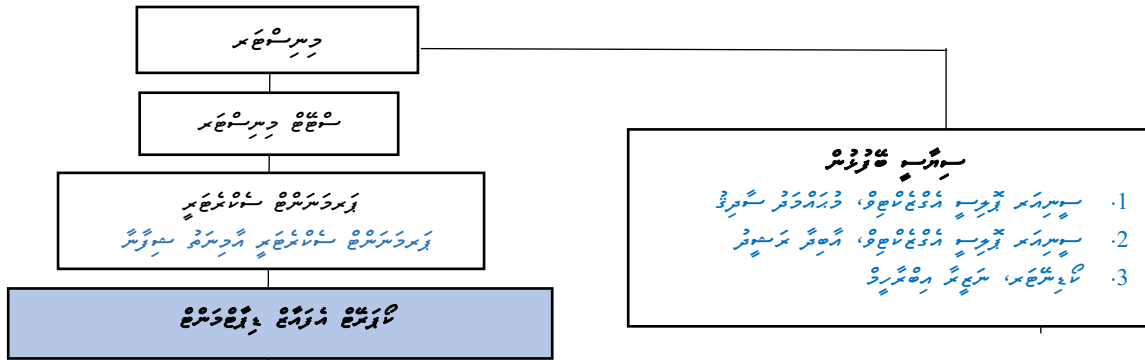 މިނިސްޓަރ
ސްޓޭޓް މިނިސްޓަރ
ޕަރމަނަންޓް ސެކްރެޓަރީ
ޕަރމަނަންޓް ސެކްރެޓަރީ އާމިނަތު ޝިފާނާ
ކޯޕަރޭޓް އެފެއާޒް ޑިޕާޓްމަންޓް
ސިޔާސީ ބޭފުޅުން
1. ސީނިއަރ ޕޮލިސީ އެގްޒެކްޓިވް، މުޙައްމަދު ސާދިޤު
2. ސީނިއަރ ޕޮލިސީ އެގްޒެކްޓިވް، އާބިދާ ރަޝީދު
3. ކޯޑިނޭޓަރ، ނަޒީރާ އިބްރާހީމް